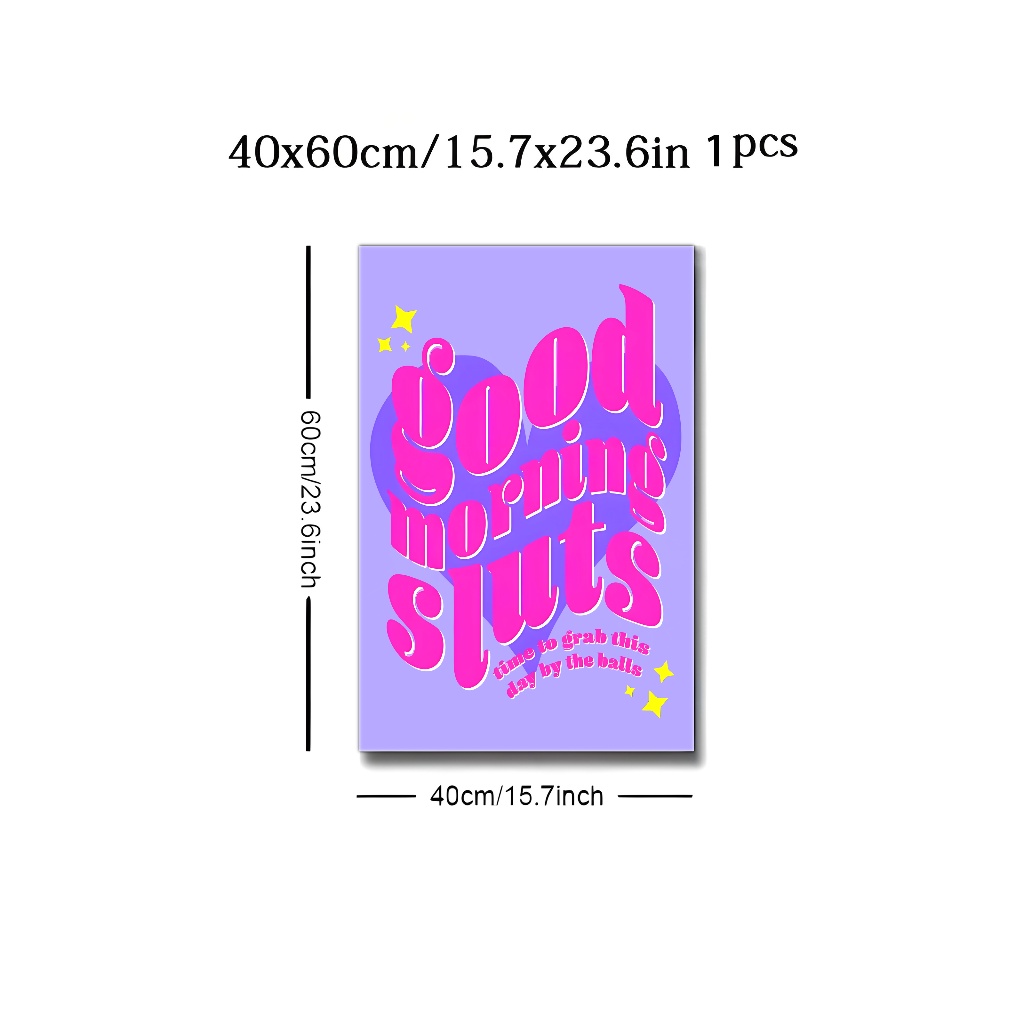 40x60cm/15.7x23.6in 1pcs
60cm/23.6inch
good
morning
sluts
time to grab this
day by the balls
40cm/15.7inch